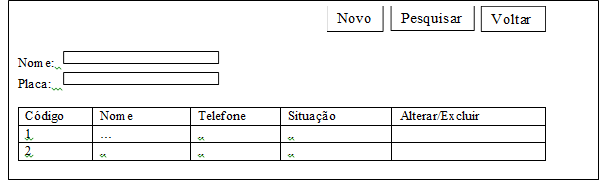 Novo Pesquisar Voltar
Nome:
Placa:
Código Nome Telefone Situação Alterar/Excluir
1 ... “ “
2 “ “ “